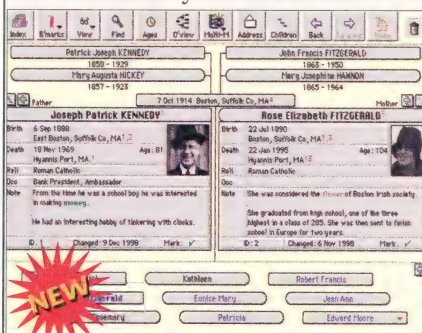 Index B'marks View Find Ages O'view Multi-M Address Children Back
Patrick Joseph KENNEDY John Francis FITZGERALD
1858 - 1929 1863 - 1950
Mary Augusta HICKEY Mary Josephine HANNON
1857 - 1923 1865 - 1964
Father 7 Oct 1914 Boston, Suffolk Co, MA Mother
Joseph Patrick KENNEDY Rose Elizabeth FITZGERALD
Birth 6 Sep 1888 Birth 22 Jul 1890
East Boston, Suffolk Co, MA Boston, Suffolk Co, MA
Death 18 Nov 1969 Age: 81 Death 22 Jan 1995 Age: 104
Hyannis Port, MA Hyannis Port, MA
Reli Roman Catholic Reli Roman Catholic
Occ Bank President, Ambassador Occ
Note From the time he was a school boy he was interested Note She was considered the flower of Boston Irish society.
in making money.
She graduated from high school, one of the three
He had an interesting hobby of tinkering with clocks. highest in a class of 285. She was then sent to finish
school in Europe for two years.
ID: 1 Changed: 9 Dec 1998 Mark: ✓ ID: 2 Changed: 6 Nov 1998 Mark: ✓
Kathleen Robert Francis
NEW Eunice Mary Jean Ann
Rosemary Patricia Edward Moore